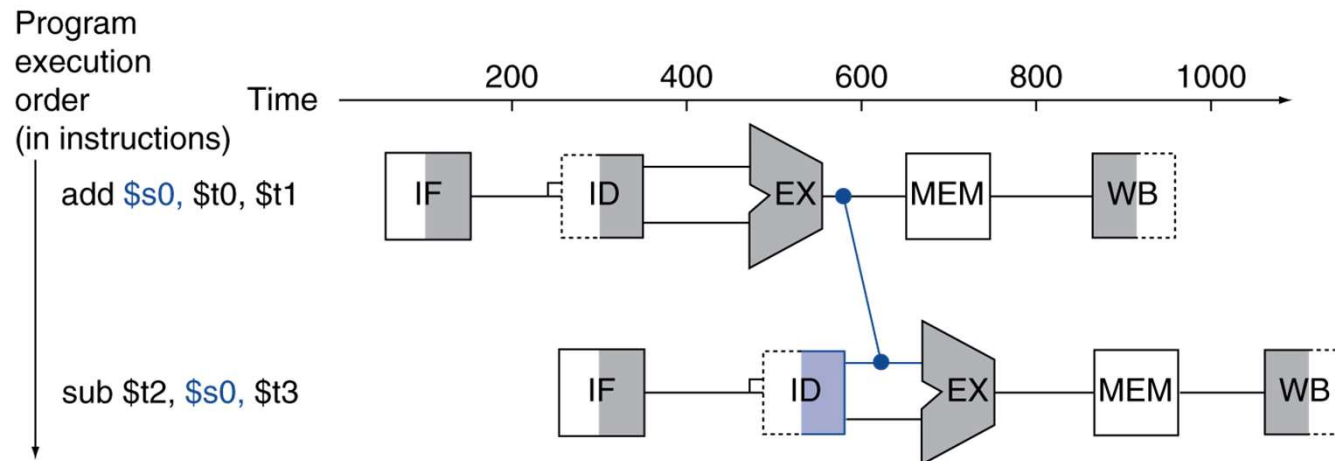 Program
execution
order
(in instructions)
Time
200 400 600 800 1000
add $s0, $t0, $t1
IF ID EX MEM WB
sub $t2, $s0, $t3
IF ID EX MEM WB